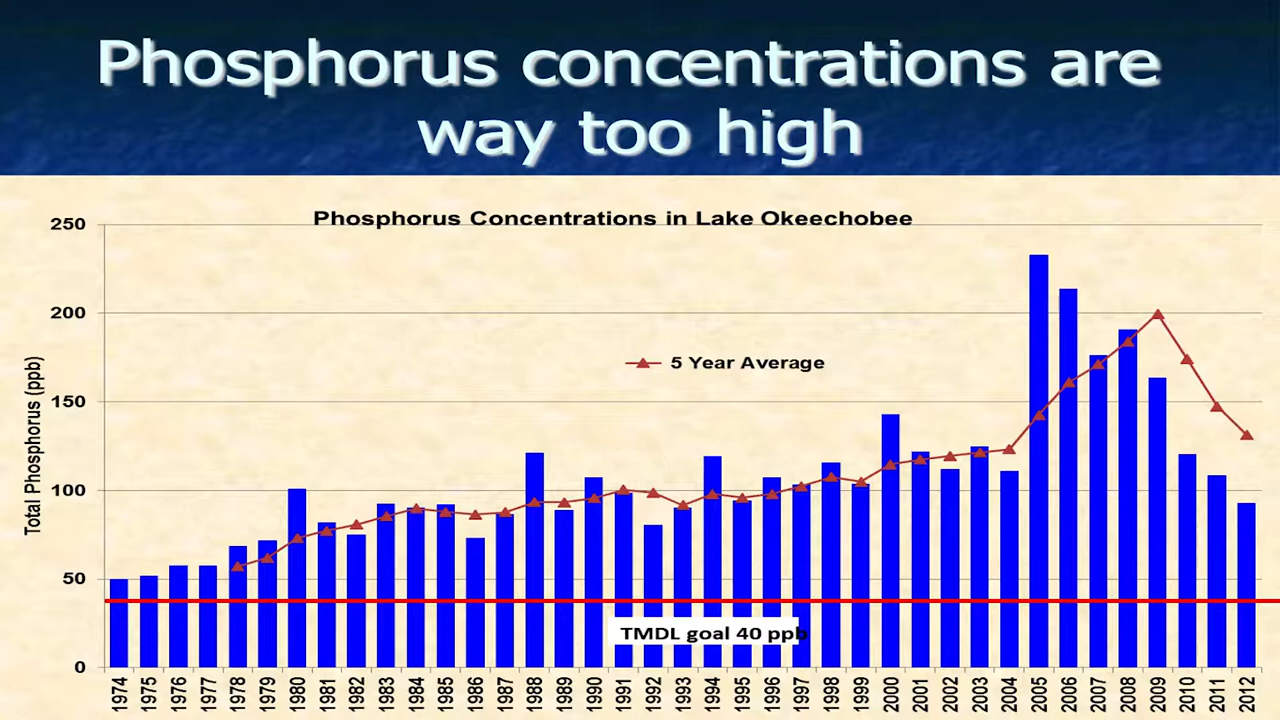 Phosphorus concentrations are
way too high
Phosphorus Concentrations in Lake Okeechobee
Total Phosphorus (ppb)
250
200
150
100
50
0
5 Year Average
TMDL goal 40 ppb
1974 1975 1976 1977 1978 1979 1980 1981 1982 1983 1984 1985 1986 1987 1988 1989 1990 1991 1992 1993 1994 1995 1996 1997 1998 1999 2000 2001 2002 2003 2004 2005 2006 2007 2008 2009 2010 2011 2012